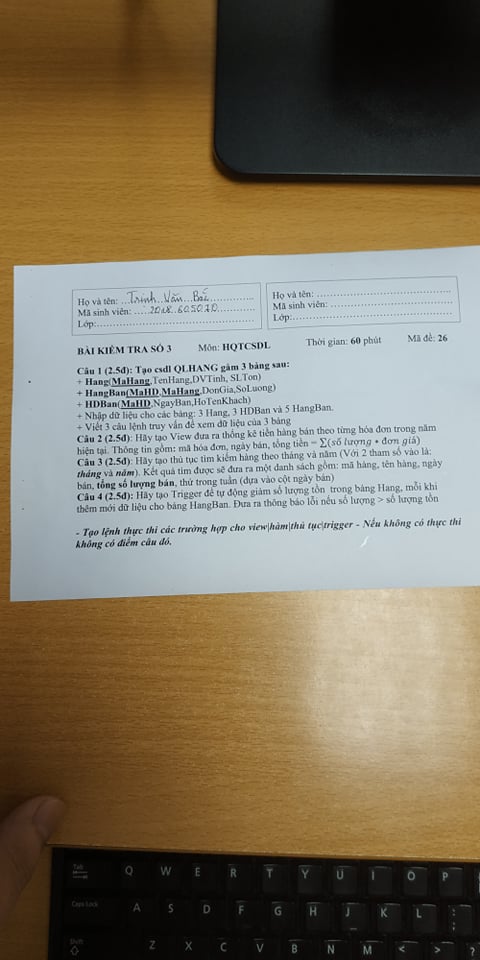 Họ và tên: ...Trịnh Văn Bắc..............
Mã sinh viên: ....2018.605020............
Lớp:..................................................
Họ và tên: ...........................................
Mã sinh viên: .......................................
Lớp:.....................................................
BÀI KIỂM TRA SỐ 3 Môn: HQTCSDL Thời gian: 60 phút Mã đề: 26
Câu 1 (2.5đ): Tạo csdl QLHANG gồm 3 bảng sau:
+ Hang(MaHang,TenHang,DVTinh, SLTon)
+ HangBan(MaHD,MaHang,DonGia,SoLuong)
+ HDBan(MaHD,NgayBan,HoTenKhach)
+ Nhập dữ liệu cho các bảng: 3 Hang, 3 HDBan và 5 HangBan.
+ Viết 3 câu lệnh truy vấn để xem dữ liệu của 3 bảng
Câu 2 (2.5đ): Hãy tạo View đưa ra thống kê tiền hàng bán theo từng hóa đơn trong năm
hiện tại. Thông tin gồm: mã hóa đơn, ngày bán, tổng tiền = ∑(số lượng * đơn giá)
Câu 3 (2.5đ): Hãy tạo thủ tục tìm kiếm hàng theo tháng và năm (Với 2 tham số vào là:
tháng và năm). Kết quả tìm được sẽ đưa ra một danh sách gồm: mã hàng, tên hàng, ngày
bán, tổng số lượng bán, thứ trong tuần (dựa vào cột ngày bán)
Câu 4 (2.5đ): Hãy tạo Trigger để tự động giảm số lượng tồn trong bảng Hang, mỗi khi
thêm mới dữ liệu cho bảng HangBan. Đưa ra thông báo lỗi nếu số lượng > số lượng tồn
- Tạo lệnh thực thi các trường hợp cho view|hàm|thủ tục|trigger - Nếu không có thực thi
không có điểm câu đó.
Tab Q W E R T Y U I O P
Caps Lock A S D F G H J K L : ;
Shift Z X C V B N M < > ?